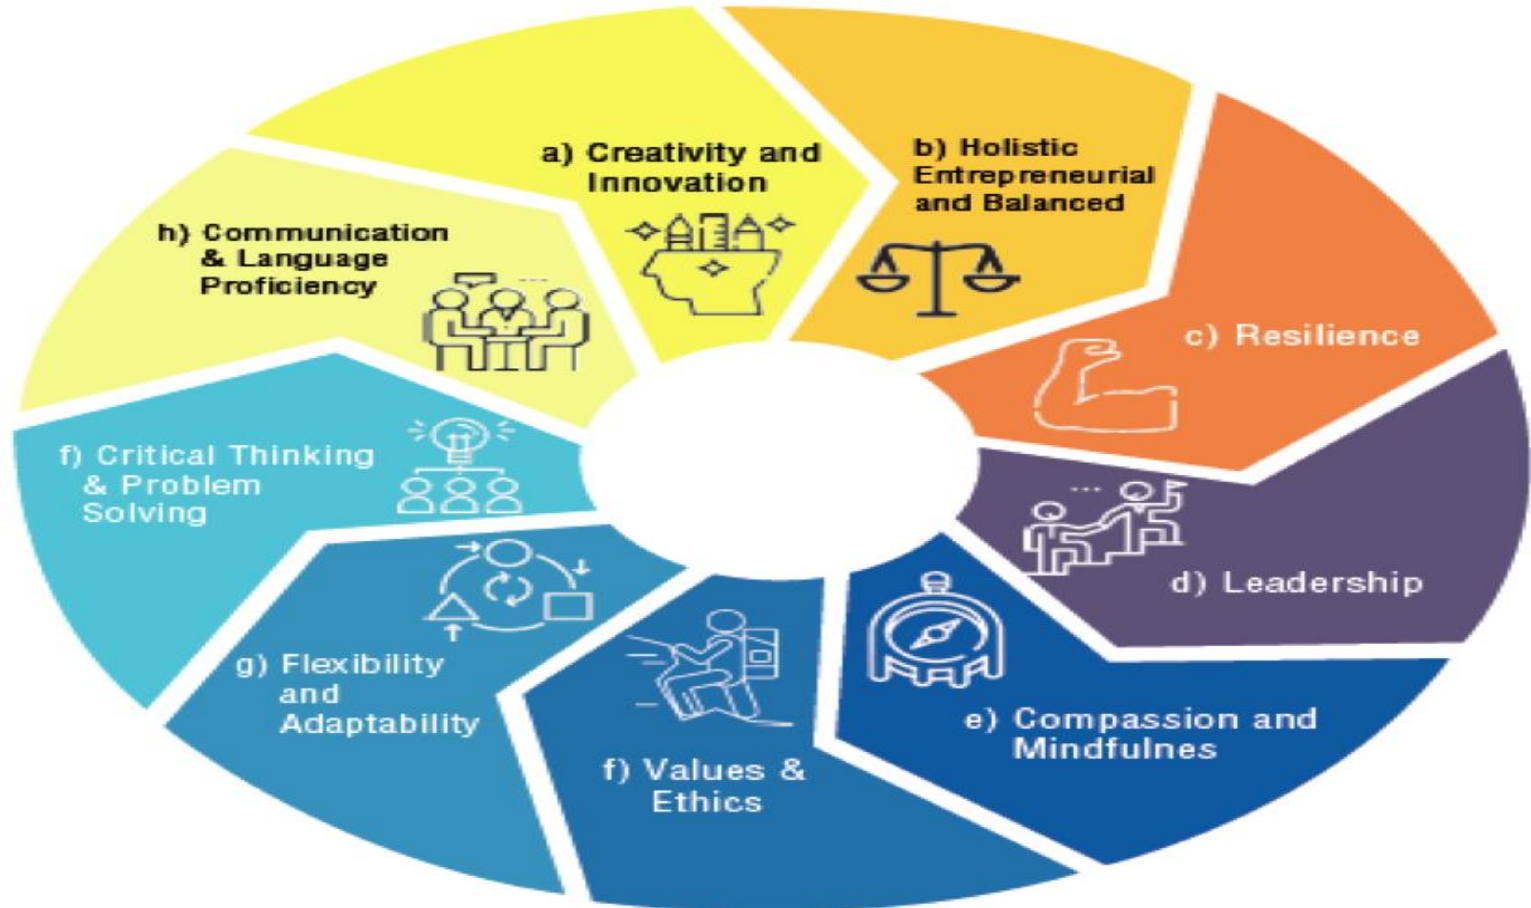 a) Creativity and
Innovation
b) Holistic
Entrepreneurial
and Balanced
c) Resilience
d) Leadership
e) Compassion and
Mindfulnes
f) Values &
Ethics
g) Flexibility
and
Adaptability
f) Critical Thinking
& Problem
Solving
h) Communication
& Language
Proficiency